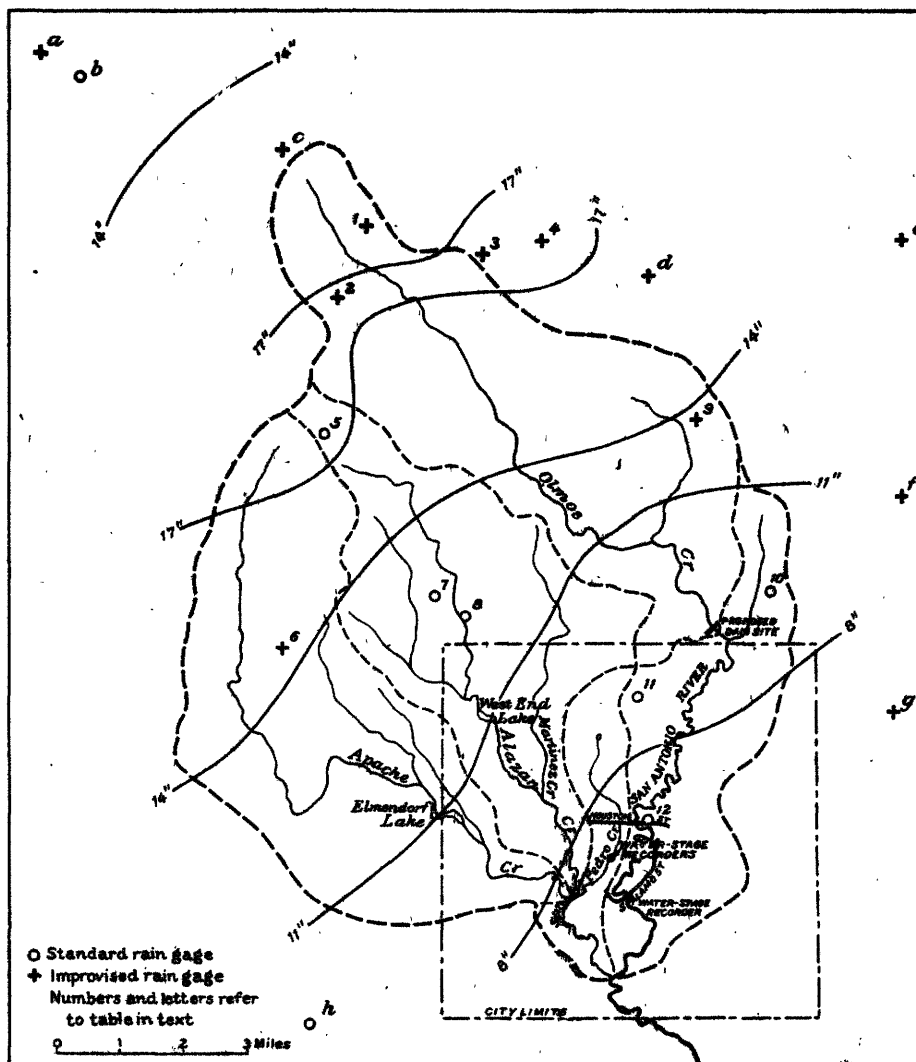 a
b
14"
c
14"
17"
1
4
17"
3
d
2
17"
14"
9
5
Olmos
11"
f
17"
Cr
7
8
10
PROPOSED
DAM SITE
6
8"
11
RIVER
g
West End
Lake
Martinez Cr
Alazan
SAN ANTONIO
Apache
14"
Elmendorf
Lake
12
HOUSTON
Cr
Pedro Cr
WATER-STAGE
RECORDERS
Cr
San
WATER-STAGE
RECORDER
11"
8"
Standard rain gage
Improvised rain gage
Numbers and letters refer
to table in text
h
CITY LIMITS
0 1 2 3 Miles